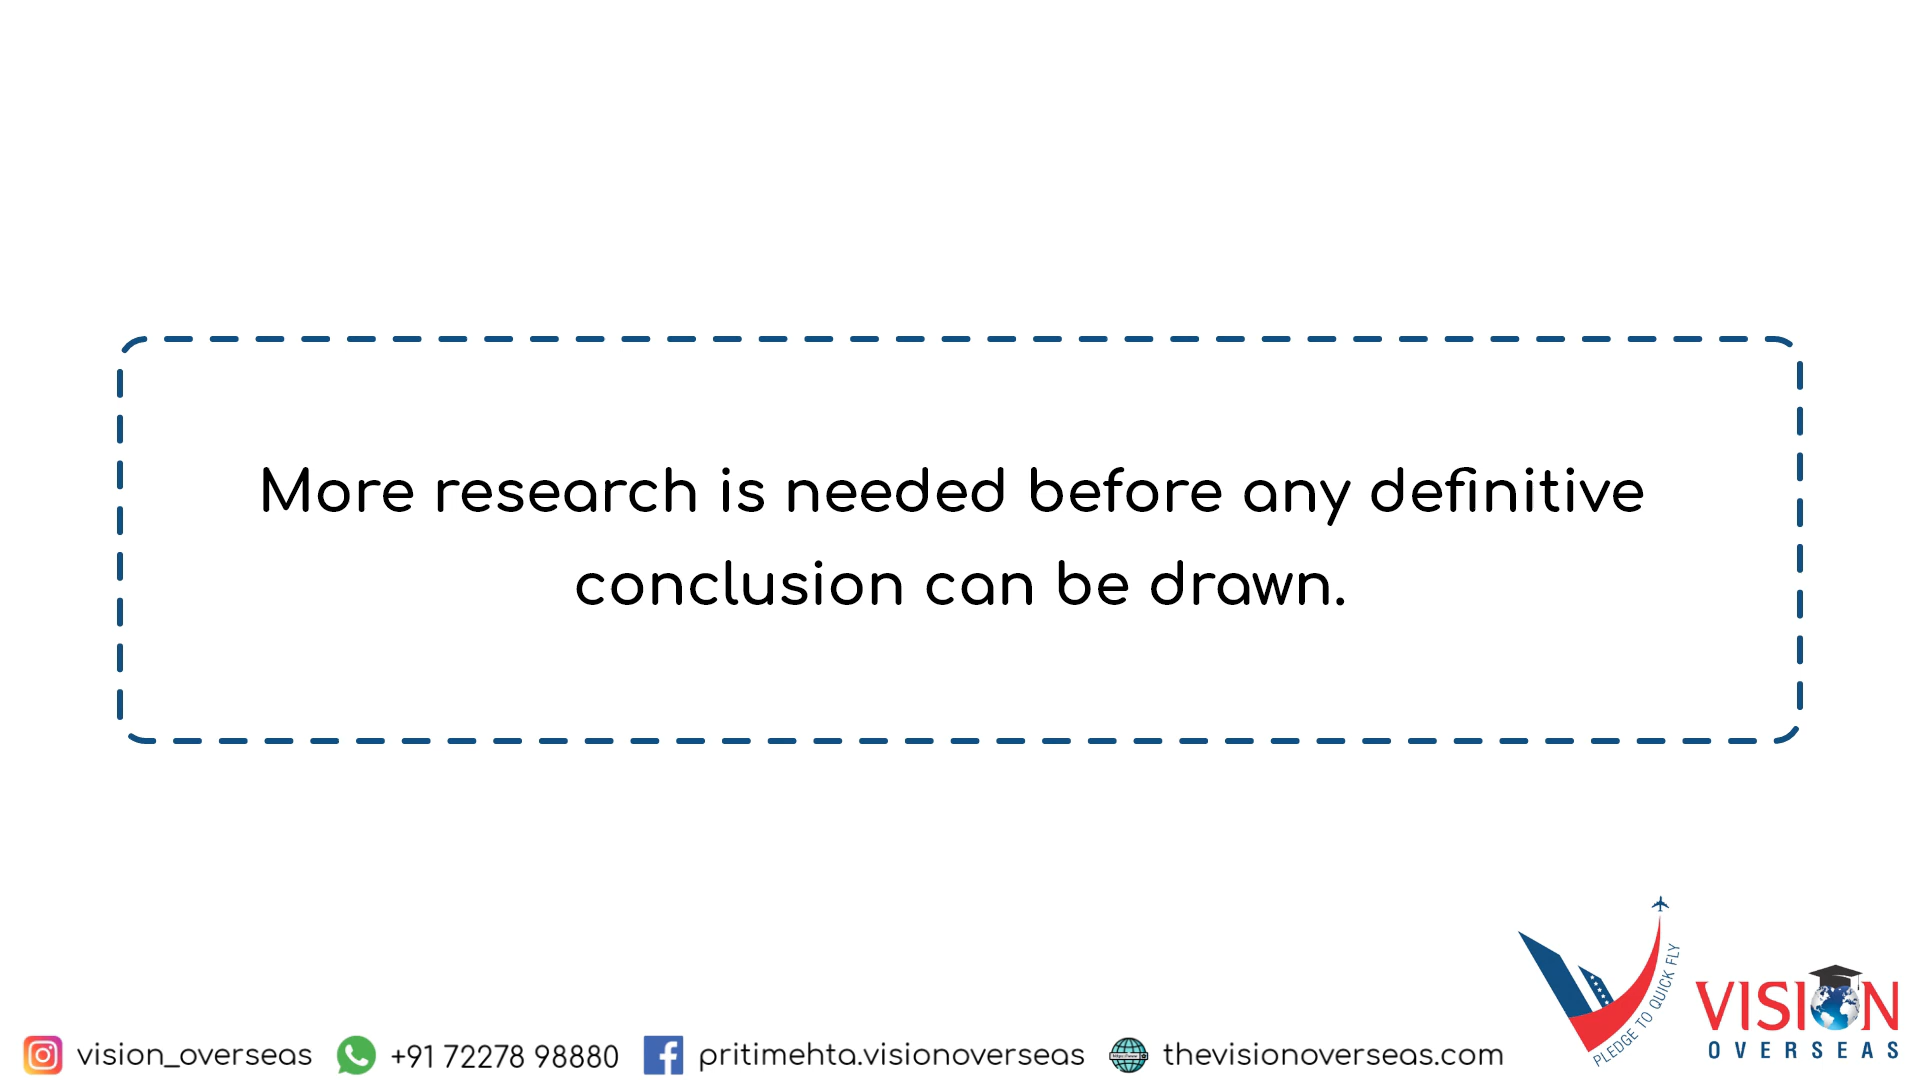 More research is needed before any definitive
conclusion can be drawn.
PLEDGE TO QUICK FLY
VISION
OVERSEAS
vision_overseas
+91 72278 98880
pritimehta.visionoverseas
thevisionoverseas.com